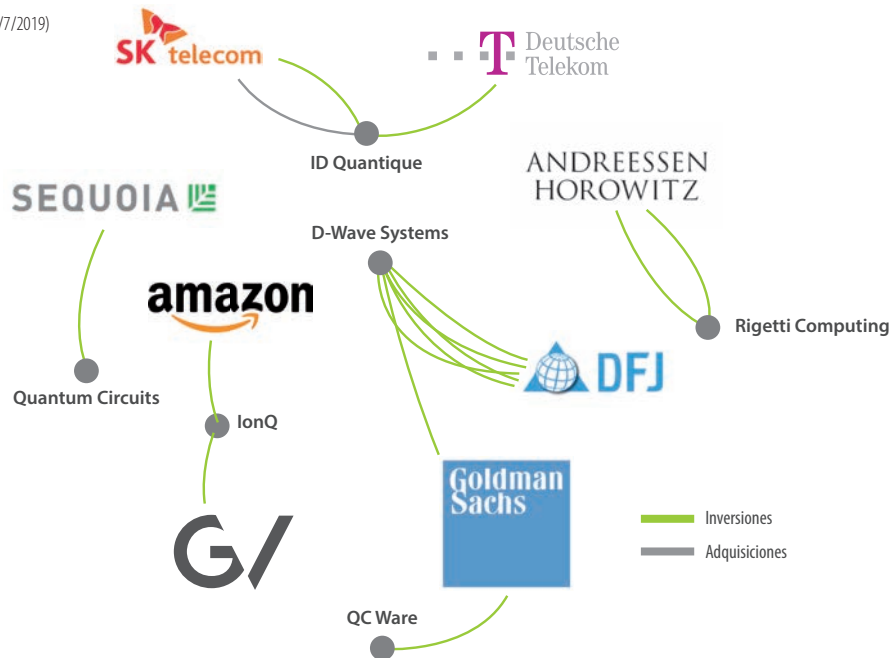 /7/2019)
SK telecom
T Deutsche
Telekom
ID Quantique
ANDREESSEN
HOROWITZ
SEQUOIA
D-Wave Systems
amazon
Rigetti Computing
DFJ
Quantum Circuits
IonQ
Goldman
Sachs
GV
Inversiones
Adquisiciones
QC Ware